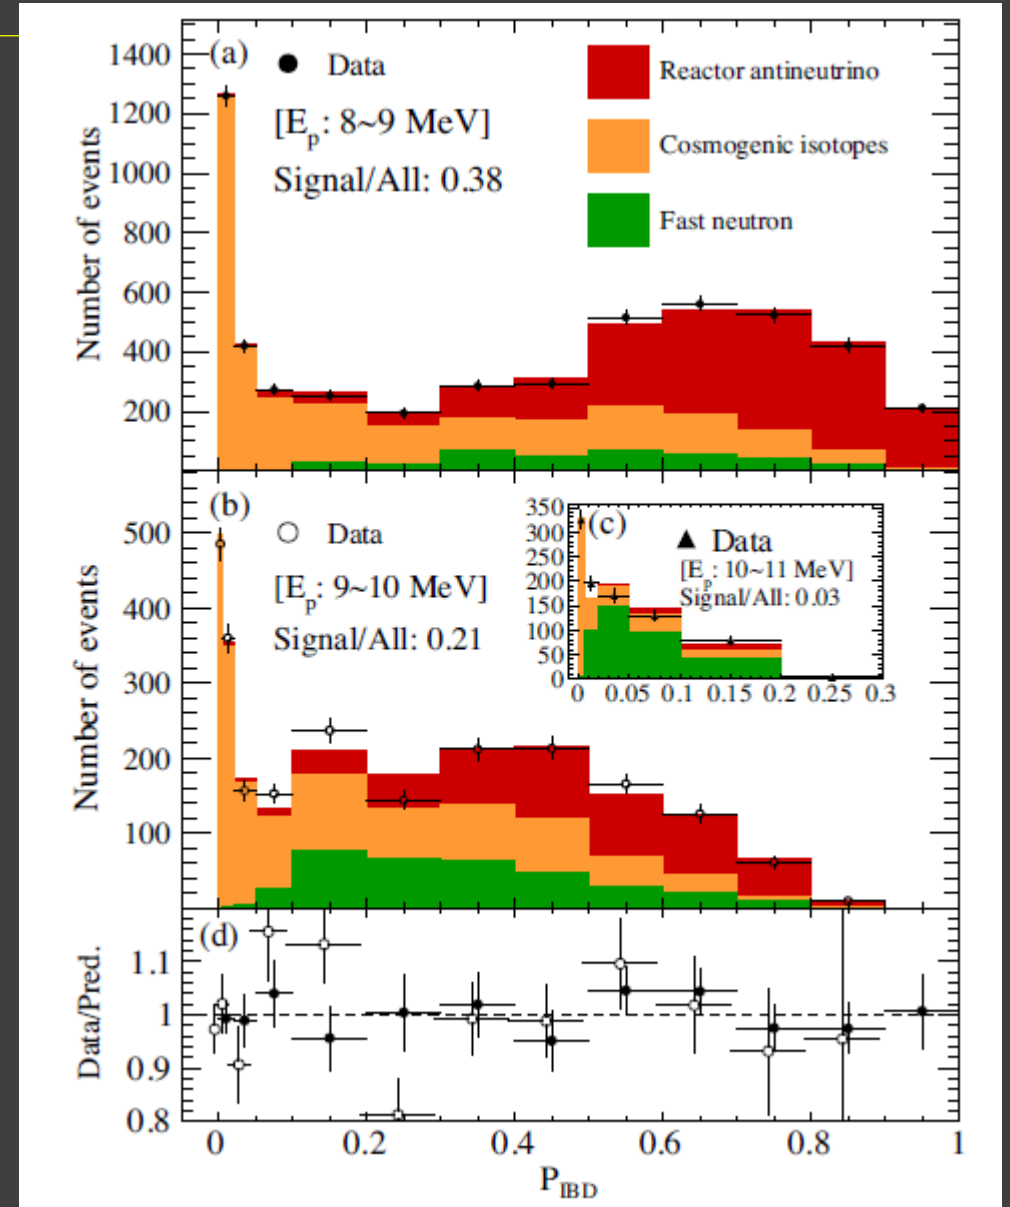 (a)
Data
[E_p: 8~9 MeV]
Signal/All: 0.38
Reactor antineutrino
Cosmogenic isotopes
Fast neutron
Number of events
1400
1200
1000
800
600
400
200
(b)
Data
[E_p: 9~10 MeV]
Signal/All: 0.21
Number of events
500
400
300
200
100
(c)
Data
[E_p: 10~11 MeV]
Signal/All: 0.03
350
300
250
200
150
100
50
0
0 0.05 0.1 0.15 0.2 0.25 0.3
(d)
Data/Pred.
1.1
1
0.9
0.8
0 0.2 0.4 0.6 0.8 1
P_IBD